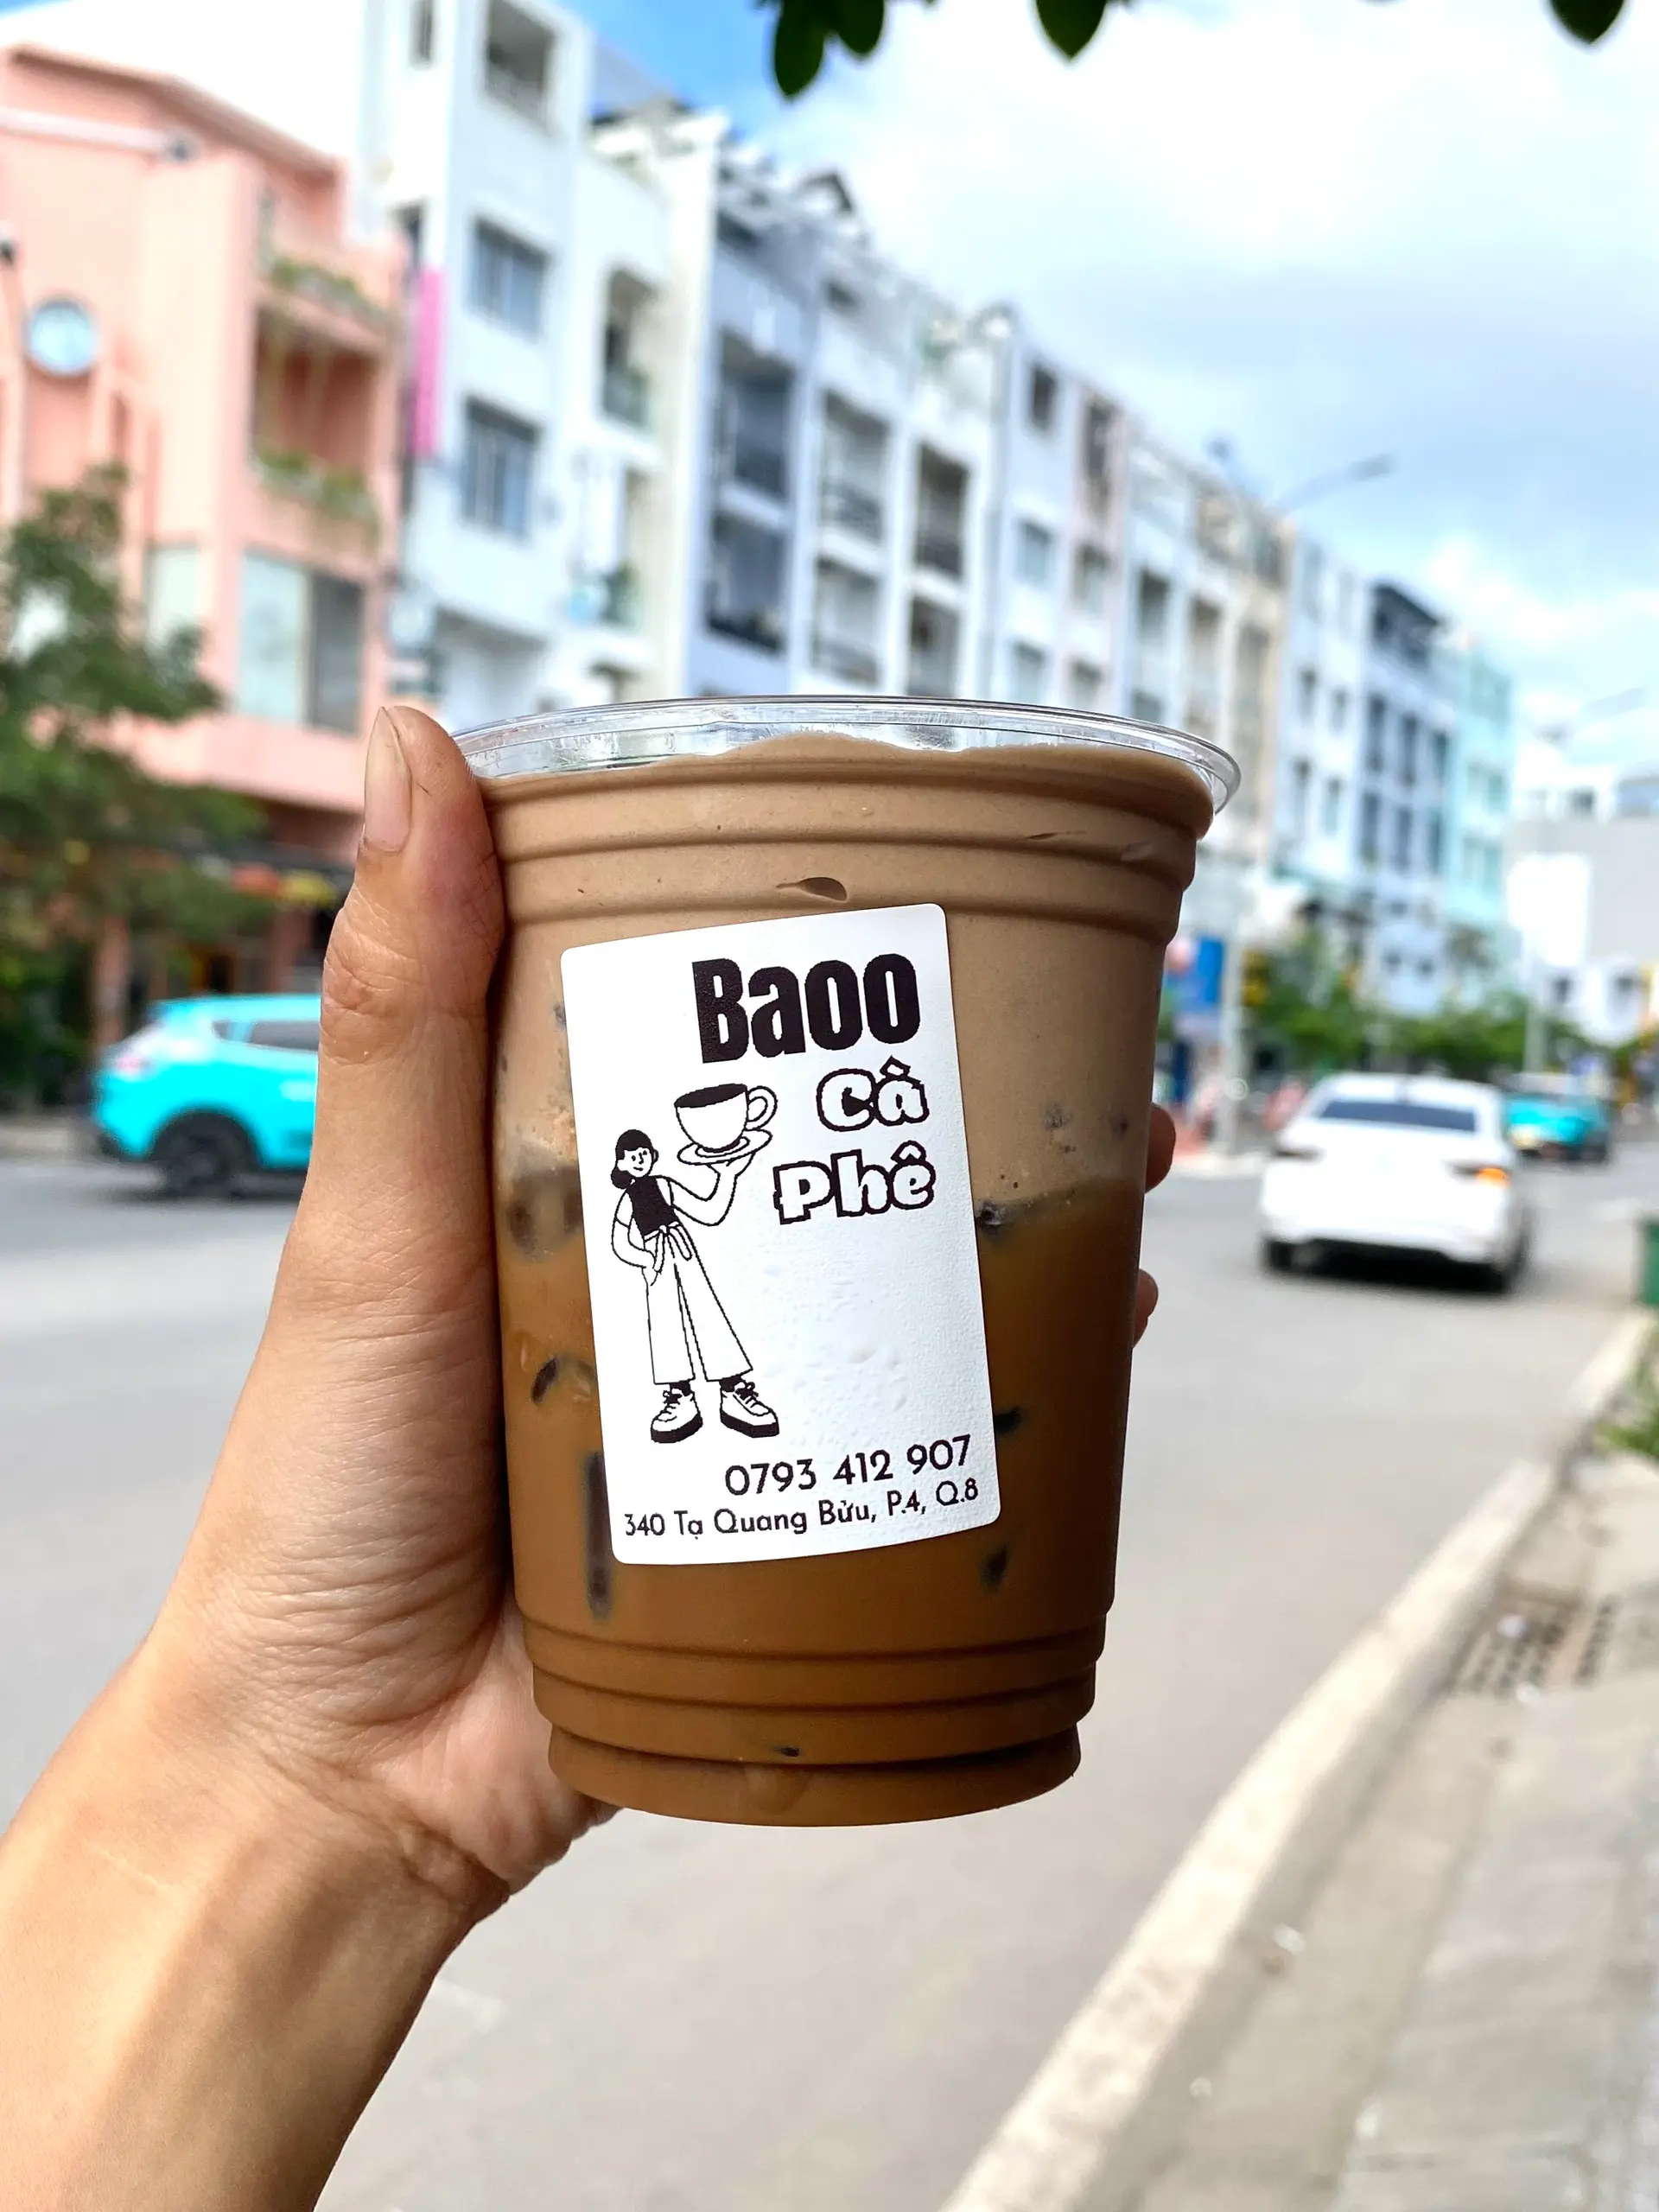 Baoo
Cà
Phê
0793 412 907
340 Tạ Quang Bửu, P.4, Q.8